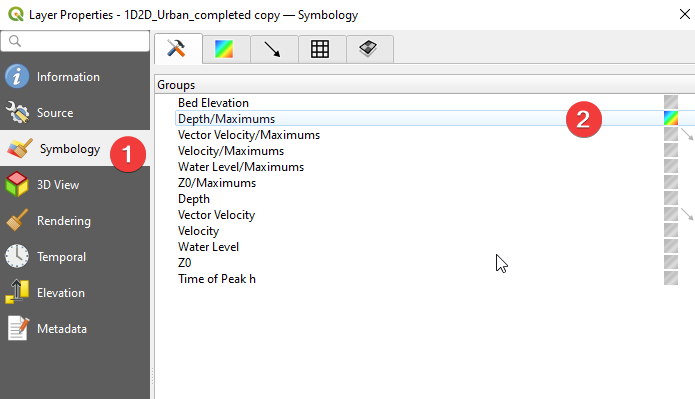 Layer Properties - 1D2D_Urban_completed copy — Symbology
Information
Source
Symbology
1
3D View
Rendering
Temporal
Elevation
Metadata
Groups
Bed Elevation
Depth/Maximums
2
Vector Velocity/Maximums
Velocity/Maximums
Water Level/Maximums
Z0/Maximums
Depth
Vector Velocity
Velocity
Water Level
Z0
Time of Peak h